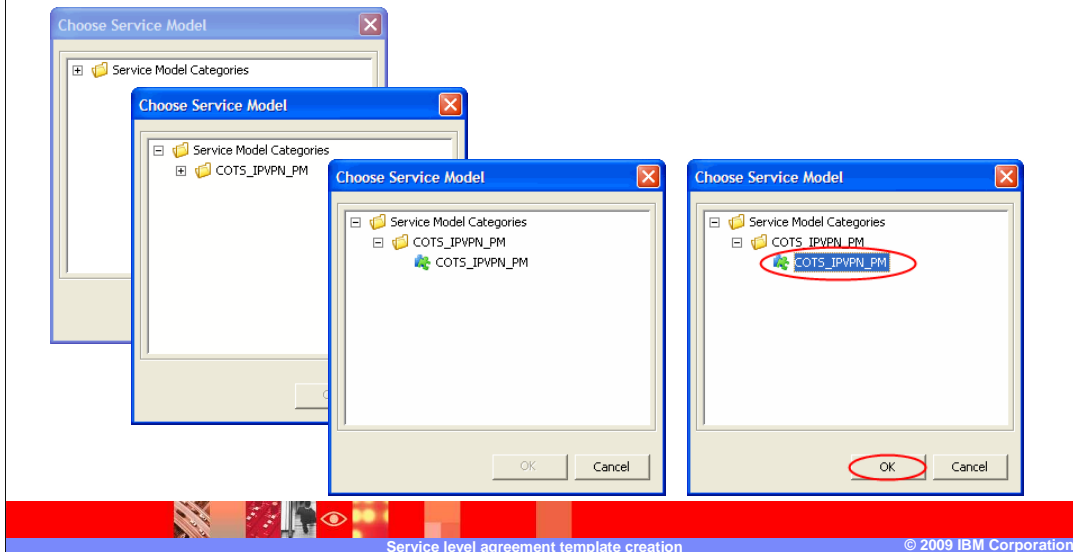 Choose Service Model
Service Model Categories
Choose Service Model
Service Model Categories
COTS_IPVPN_PM
Choose Service Model
Service Model Categories
COTS_IPVPN_PM
COTS_IPVPN_PM
OK
Cancel
Choose Service Model
Service Model Categories
COTS_IPVPN_PM
COTS_IPVPN_PM
OK
Cancel
Service level agreement template creation
© 2009 IBM Corporation